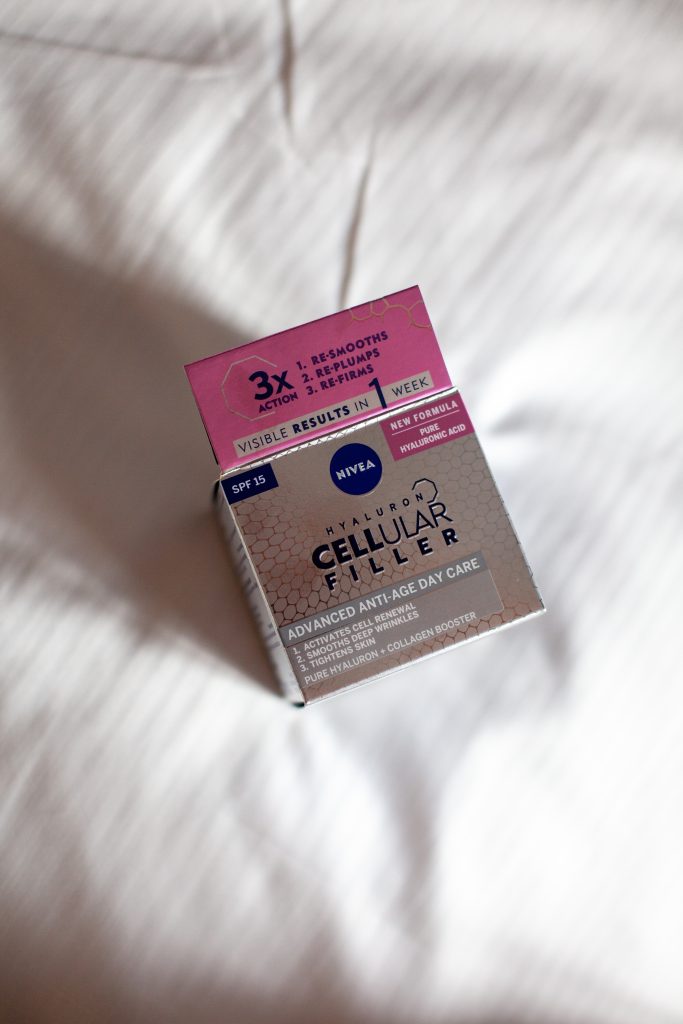 3X
ACTION
1. RE-SMOOTHS
2. RE-PLUMPS
3. RE-FIRMS
VISIBLE RESULTS IN 1 WEEK
SPF 15
NIVEA
NEW FORMULA
PURE
HYALURONIC ACID
HYALURON
CELLULAR
FILLER
ADVANCED ANTI-AGE DAY CARE
1. ACTIVATES CELL RENEWAL
2. SMOOTHS DEEP WRINKLES
3. TIGHTENS SKIN
PURE HYALURON + COLLAGEN BOOSTER